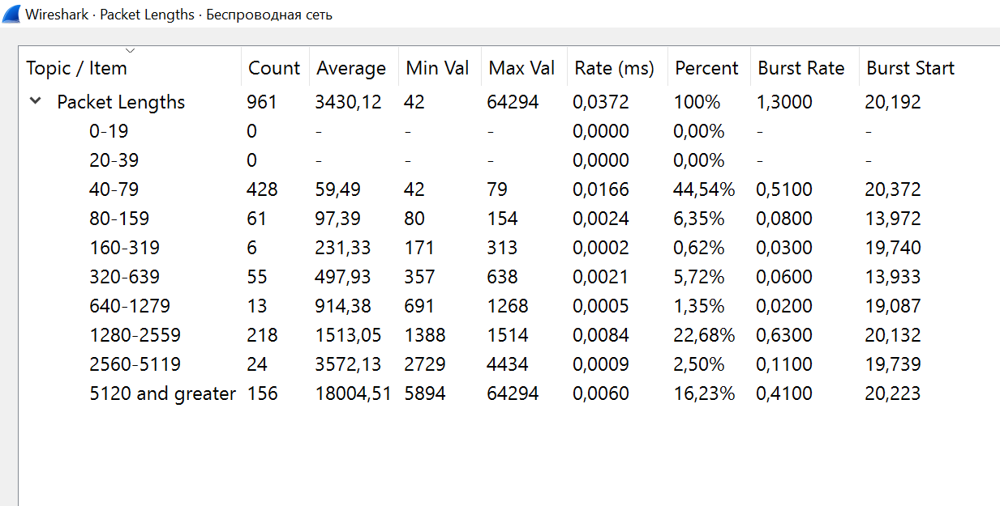 Wireshark · Packet Lengths · Беспроводная сеть
Topic / Item Count Average Min Val Max Val Rate (ms) Percent Burst Rate Burst Start
Packet Lengths 961 3430,12 42 64294 0,0372 100% 1,3000 20,192
0-19 0 - - - 0,0000 0,00% - -
20-39 0 - - - 0,0000 0,00% - -
40-79 428 59,49 42 79 0,0166 44,54% 0,5100 20,372
80-159 61 97,39 80 154 0,0024 6,35% 0,0800 13,972
160-319 6 231,33 171 313 0,0002 0,62% 0,0300 19,740
320-639 55 497,93 357 638 0,0021 5,72% 0,0600 13,933
640-1279 13 914,38 691 1268 0,0005 1,35% 0,0200 19,087
1280-2559 218 1513,05 1388 1514 0,0084 22,68% 0,6300 20,132
2560-5119 24 3572,13 2729 4434 0,0009 2,50% 0,1100 19,739
5120 and greater 156 18004,51 5894 64294 0,0060 16,23% 0,4100 20,223